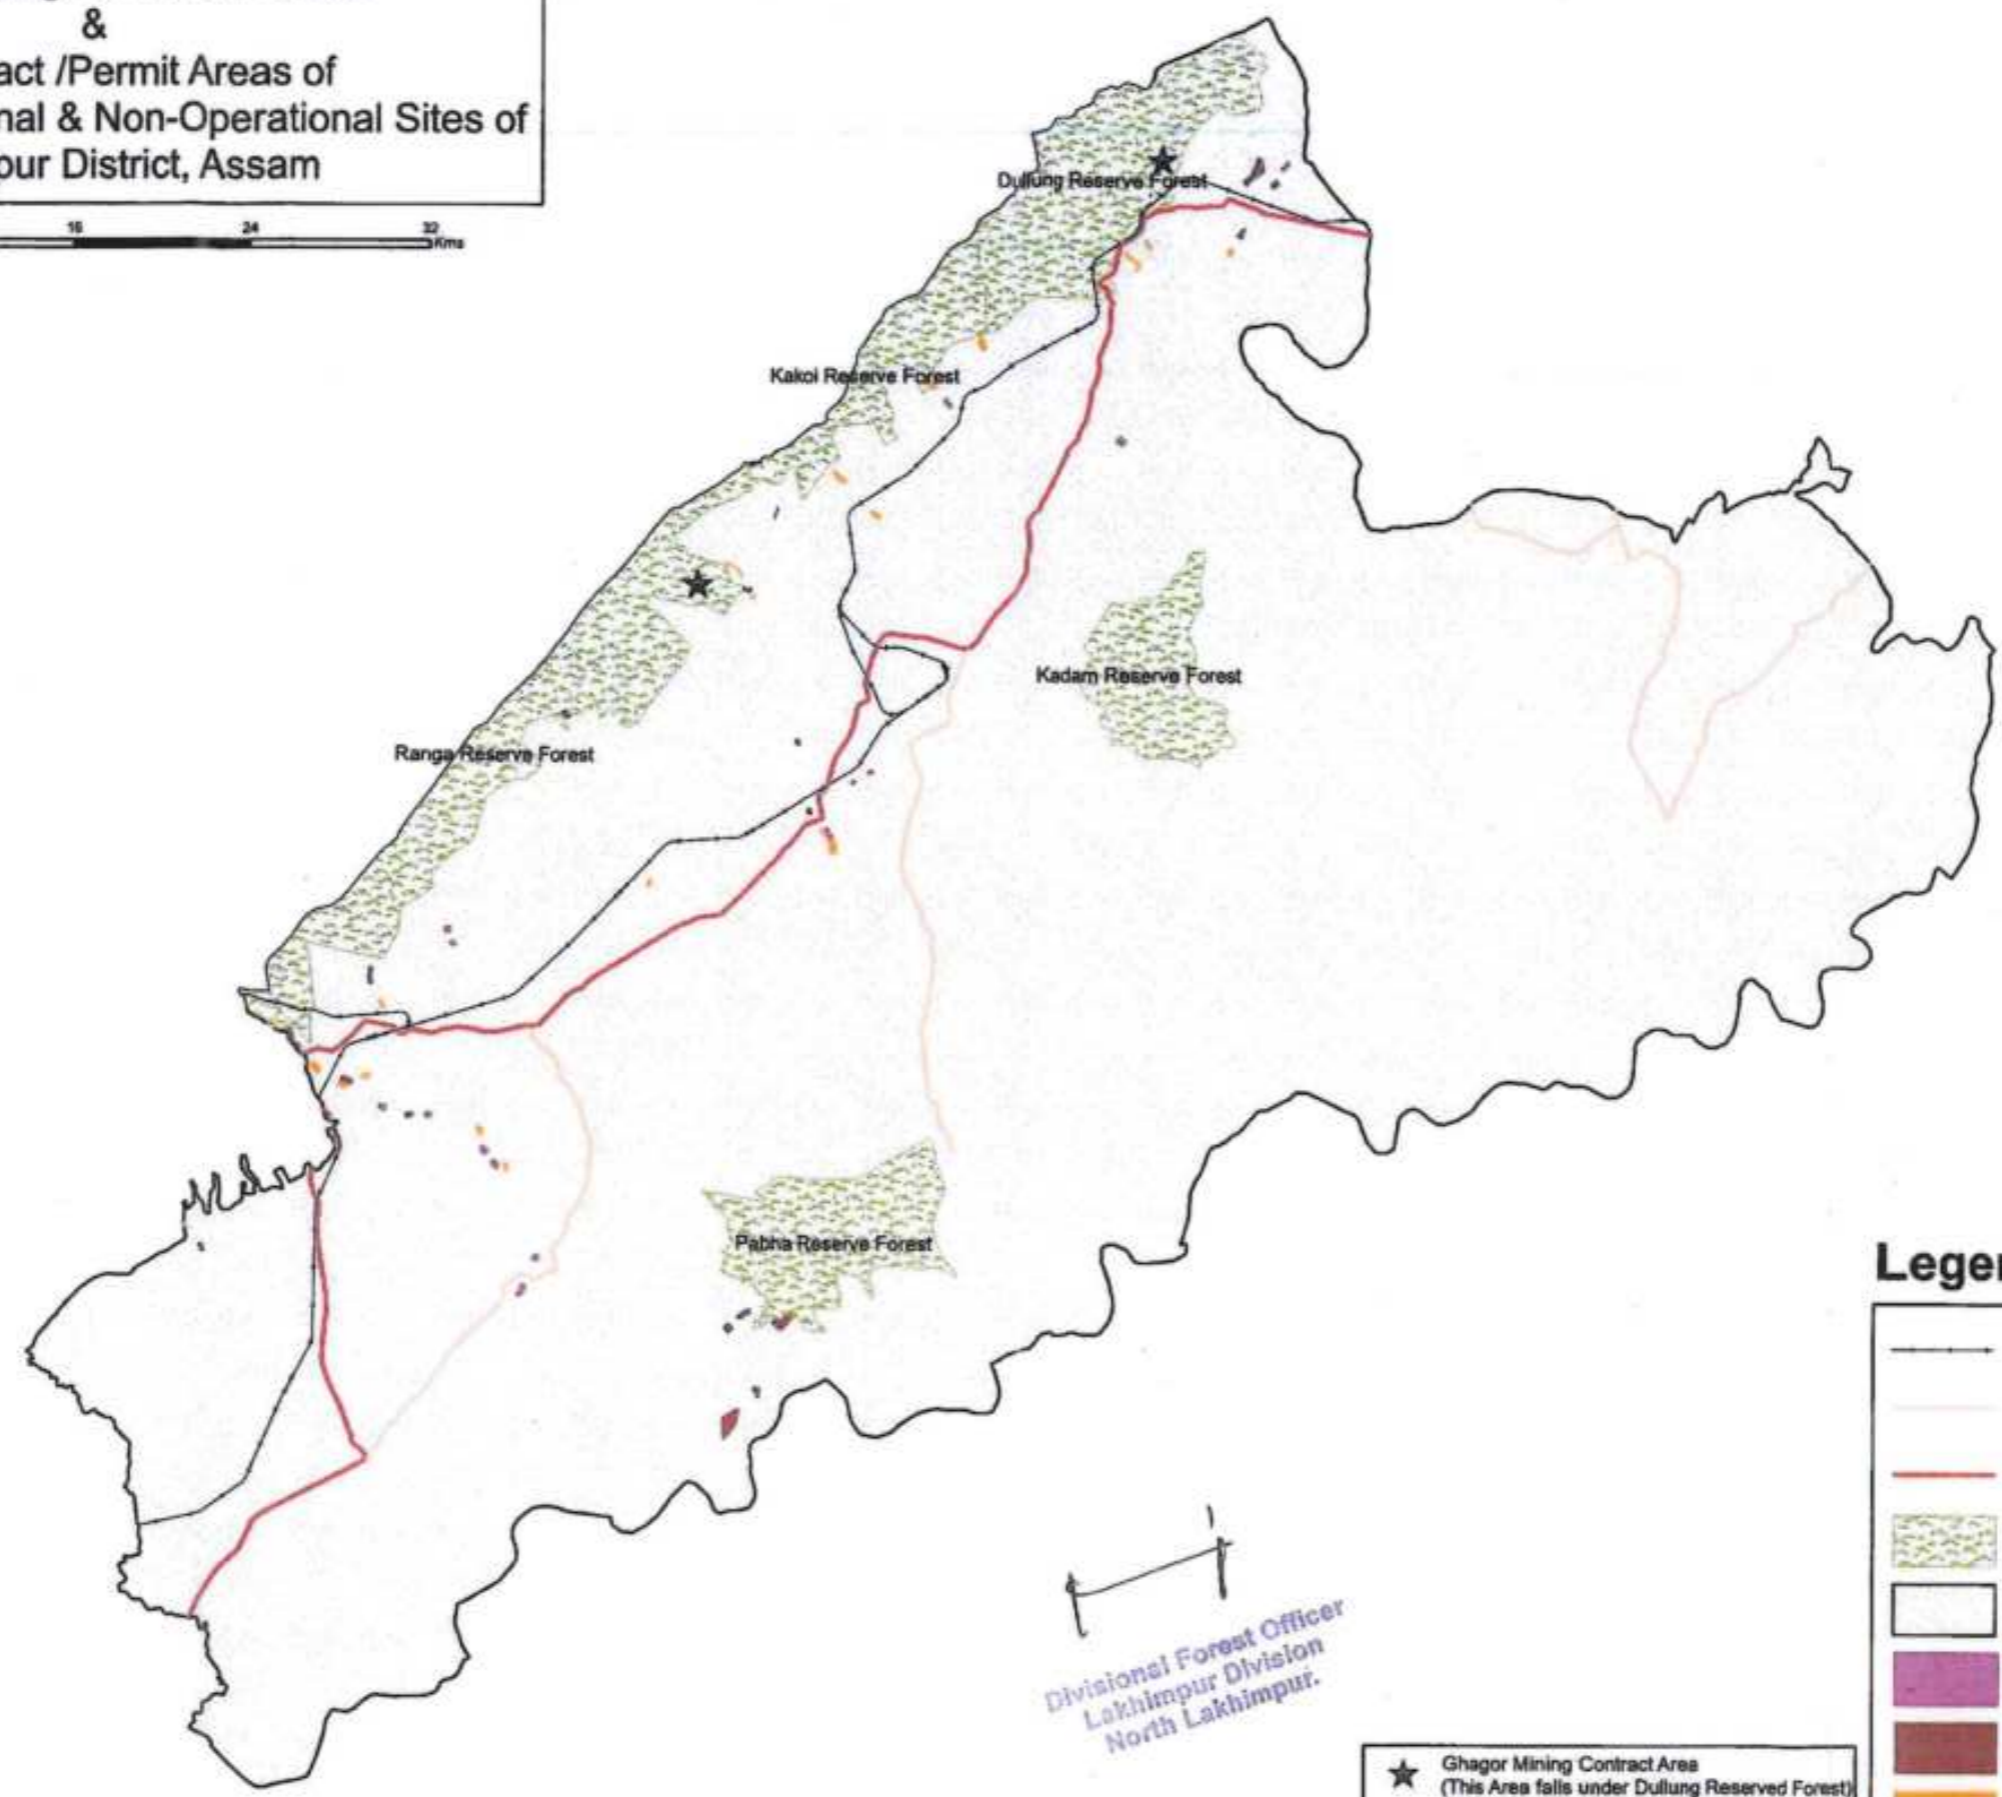 &
act /Permit Areas of
nal & Non-Operational Sites of
pur District, Assam
16 24 32
Kms
Dullung Reserve Forest
Kakoi Reserve Forest
Kadam Reserve Forest
Ranga Reserve Forest
Pabha Reserve Forest
Divisional Forest Officer
Lakhimpur Division
North Lakhimpur.
Legen
Ghagor Mining Contract Area
(This Area falls under Dullung Reserved Forest)